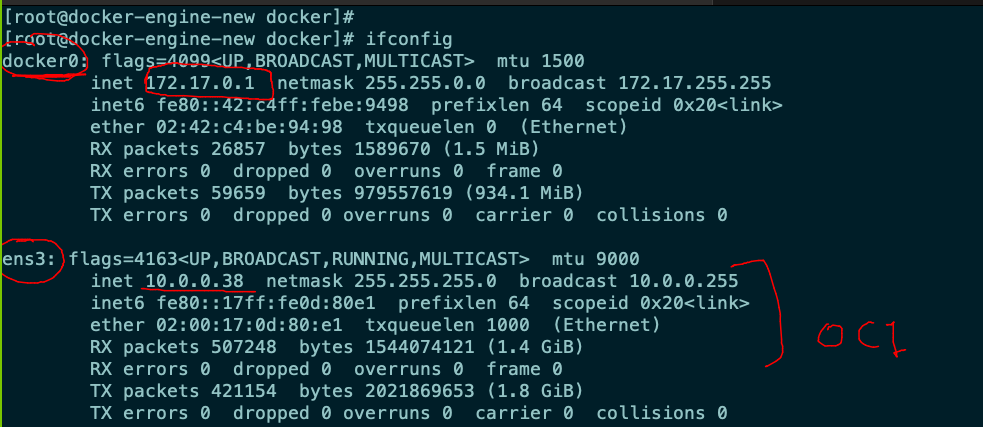 [root@docker-engine-new docker]#
[root@docker-engine-new docker]# ifconfig
docker0: flags=4099<UP,BROADCAST,MULTICAST>  mtu 1500
        inet 172.17.0.1  netmask 255.255.0.0  broadcast 172.17.255.255
        inet6 fe80::42:c4ff:febe:9498  prefixlen 64  scopeid 0x20<link>
        ether 02:42:c4:be:94:98  txqueuelen 0  (Ethernet)
        RX packets 26857  bytes 1589670 (1.5 MiB)
        RX errors 0  dropped 0  overruns 0  frame 0
        TX packets 59659  bytes 979557619 (934.1 MiB)
        TX errors 0  dropped 0 overruns 0  carrier 0  collisions 0
ens3: flags=4163<UP,BROADCAST,RUNNING,MULTICAST>  mtu 9000
        inet 10.0.0.38  netmask 255.255.255.0  broadcast 10.0.0.255
        inet6 fe80::17ff:fe0d:80e1  prefixlen 64  scopeid 0x20<link>
        ether 02:00:17:0d:80:e1  txqueuelen 1000  (Ethernet)
        RX packets 507248  bytes 1544074121 (1.4 GiB)
        RX errors 0  dropped 0  overruns 0  frame 0
        TX packets 421154  bytes 2021869653 (1.8 GiB)
        TX errors 0  dropped 0 overruns 0  carrier 0  collisions 0
OCI